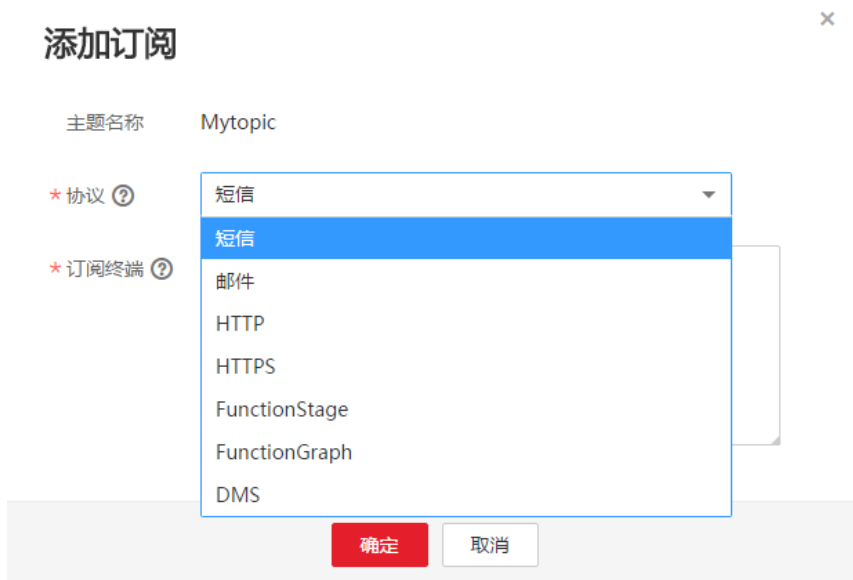 添加订阅
主题名称 Mytopic
* 协议 ? 短信
短信
* 订阅终端 ?
邮件
HTTP
HTTPS
FunctionStage
FunctionGraph
DMS
确定 取消